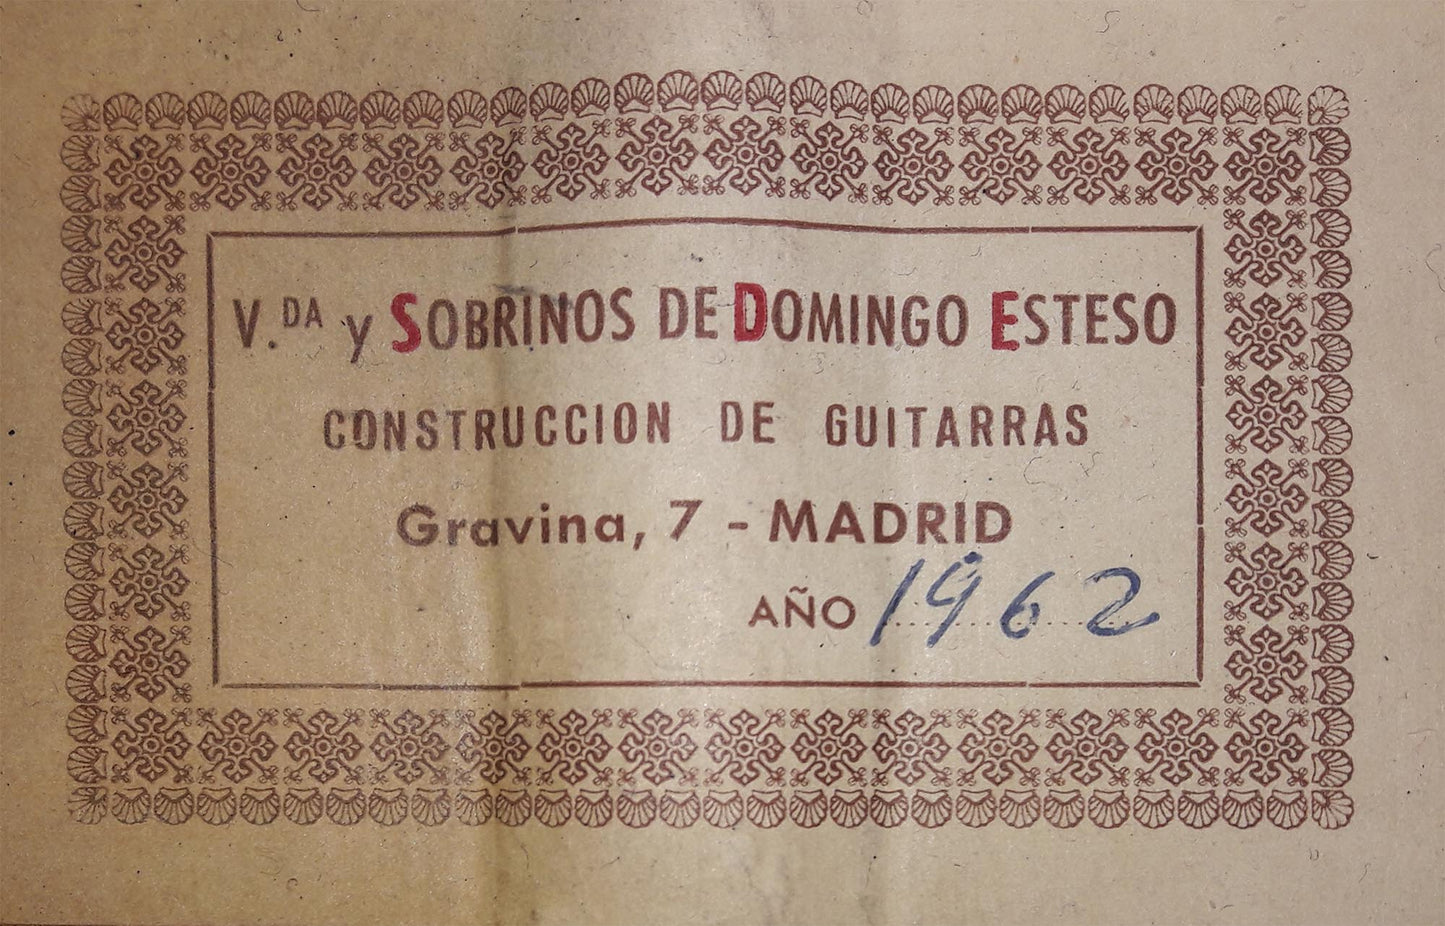 V.DA y SOBRINOS DE DOMINGO ESTESO
CONSTRUCCION DE GUITARRAS
Gravina, 7 - MADRID
AÑO 1962